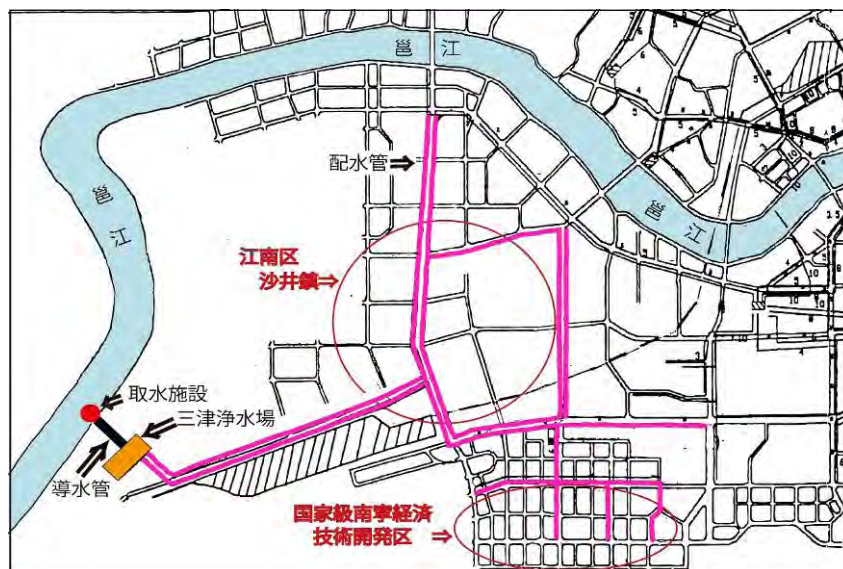 邕 江
配水管⇒
邕
江
邕
江
江南区
沙井鎮⇒
取水施設
三津浄水場
導水管
国家級南寧経済
技術開発区 ⇒